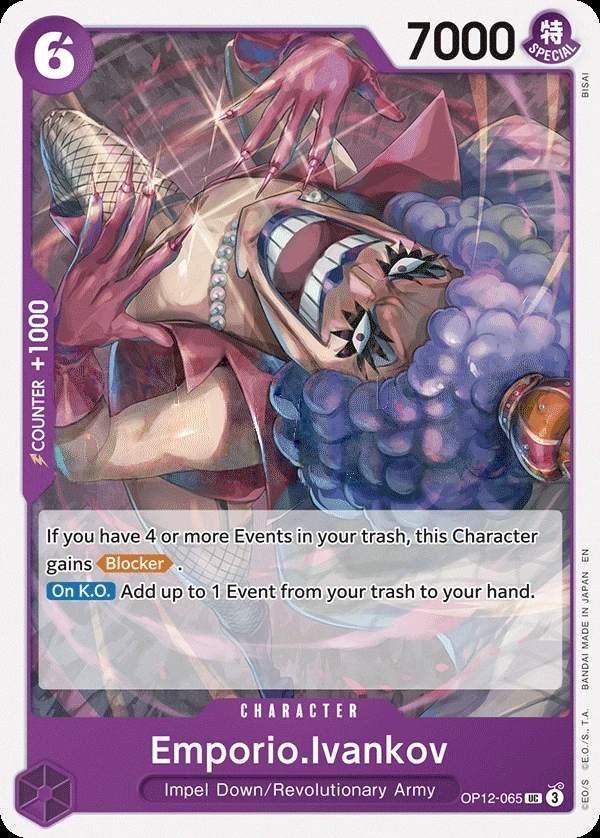 6
7000
特
SPECIAL
BISAI
COUNTER +1000
If you have 4 or more Events in your trash, this Character
gains Blocker .
On K.O. Add up to 1 Event from your trash to your hand.
CHARACTER
Emporio.Ivankov
Impel Down/Revolutionary Army
OP12-065 UC 3
©EO/S ©E.O./S., T.A. BANDAI MADE IN JAPAN EN